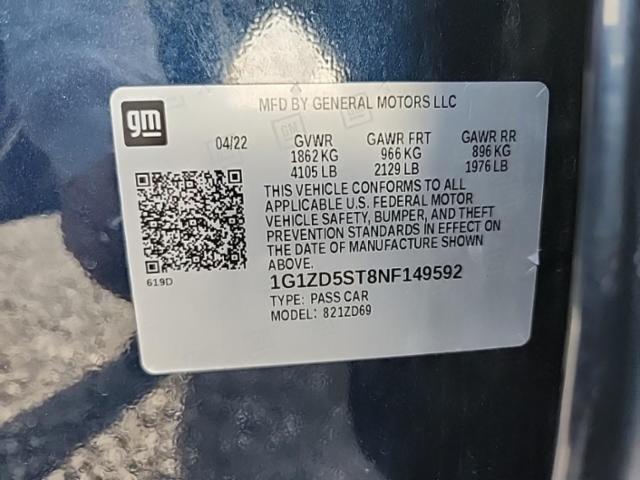 MFD BY GENERAL MOTORS LLC
gm
04/22 GVWR GAWR FRT GAWR RR
1862 KG 966 KG 896 KG
4105 LB 2129 LB 1976 LB
THIS VEHICLE CONFORMS TO ALL
APPLICABLE U.S. FEDERAL MOTOR
VEHICLE SAFETY, BUMPER, AND THEFT
PREVENTION STANDARDS IN EFFECT ON
THE DATE OF MANUFACTURE SHOWN
ABOVE.
619D
1G1ZD5ST8NF149592
TYPE: PASS CAR
MODEL: 821ZD69